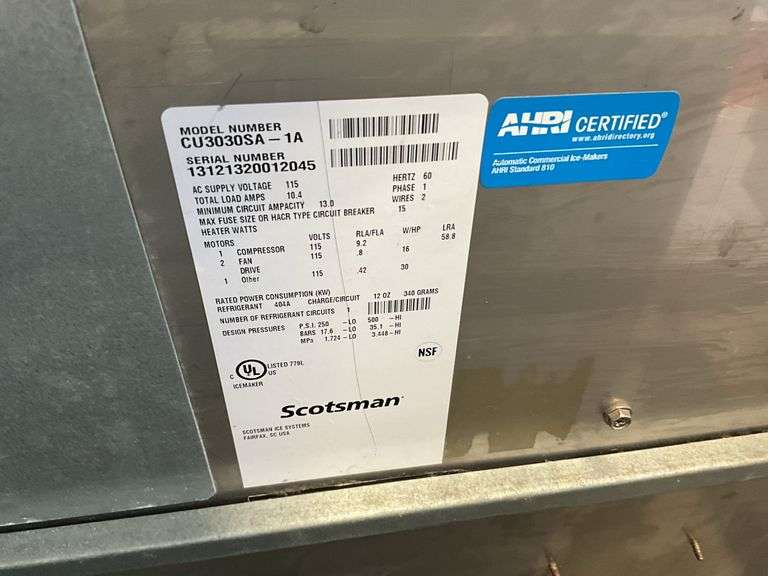 MODEL NUMBER
CU3030SA-1A
SERIAL NUMBER
13121320012045
AC SUPPLY VOLTAGE 115 HERTZ 60
TOTAL LOAD AMPS 10.4 PHASE 1
MINIMUM CIRCUIT AMPACITY 13.0 WIRES 2
MAX FUSE SIZE OR HACR TYPE CIRCUIT BREAKER 15
HEATER WATTS
MOTORS VOLTS RLA/FLA W/HP LRA
1 COMPRESSOR 115 9.2 58.8
2 FAN 115 .8 16
DRIVE
1 Other 115 .42 30
RATED POWER CONSUMPTION (KW)
REFRIGERANT 404A CHARGE/CIRCUIT 12 OZ 340 GRAMS
NUMBER OF REFRIGERANT CIRCUITS 1
DESIGN PRESSURES P.S.I. 250 -LO 500 -HI
BARS 17.6 -LO 35.1 -HI
MPa 1.724 -LO 3.448 -HI
C UL US LISTED 779L
ICEMAKER
NSF
Scotsman
SCOTSMAN ICE SYSTEMS
FAIRFAX, SC USA
AHRI CERTIFIED®
www.ahridirectory.org
Automatic Commercial Ice-Makers
AHRI Standard 810